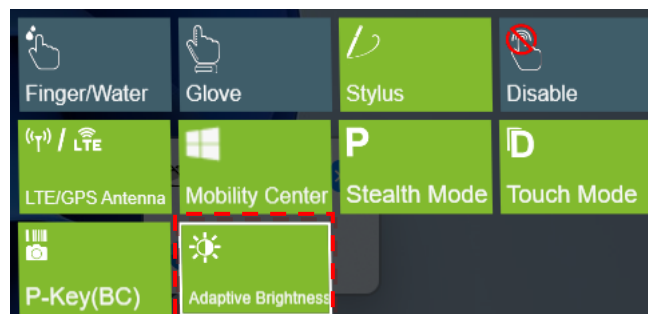 Finger/Water
Glove
Stylus
Disable
/ LTE
LTE/GPS Antenna
Mobility Center
P
Stealth Mode
D
Touch Mode
P-Key(BC)
Adaptive Brightness